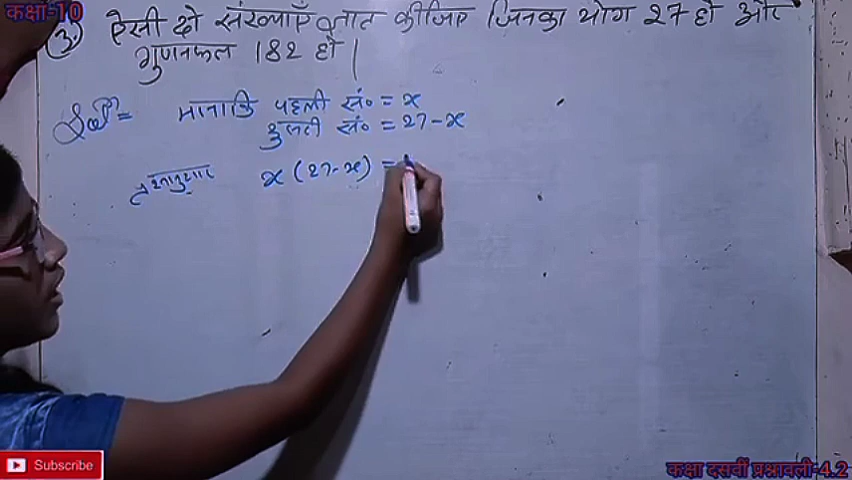 कक्षा-10
(3.) ऐसी दो संख्याएँ ज्ञात कीजिए जिनका योग 27 हो और
गुणनफल 182 हो |
Sol?= मानाकि पहली सं० = x
दुसरी सं० = 27-x
प्रश्नानुसार x (27-x) =
Subscribe
कक्षा दसवीं प्रश्नावली-4.2